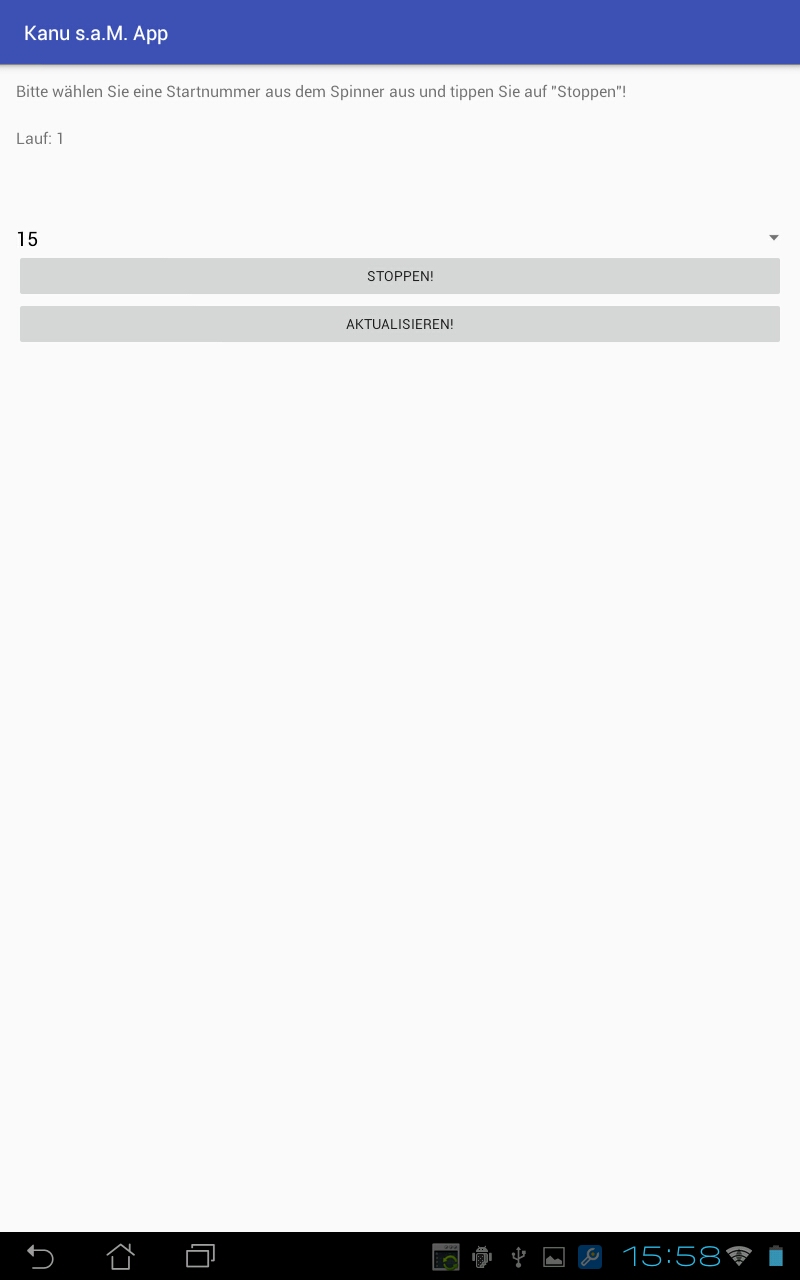 Kanu s.a.M. App
Bitte wählen Sie eine Startnummer aus dem Spinner aus und tippen Sie auf "Stoppen"!
Lauf: 1
15
STOPPEN!
AKTUALISIEREN!
15:58